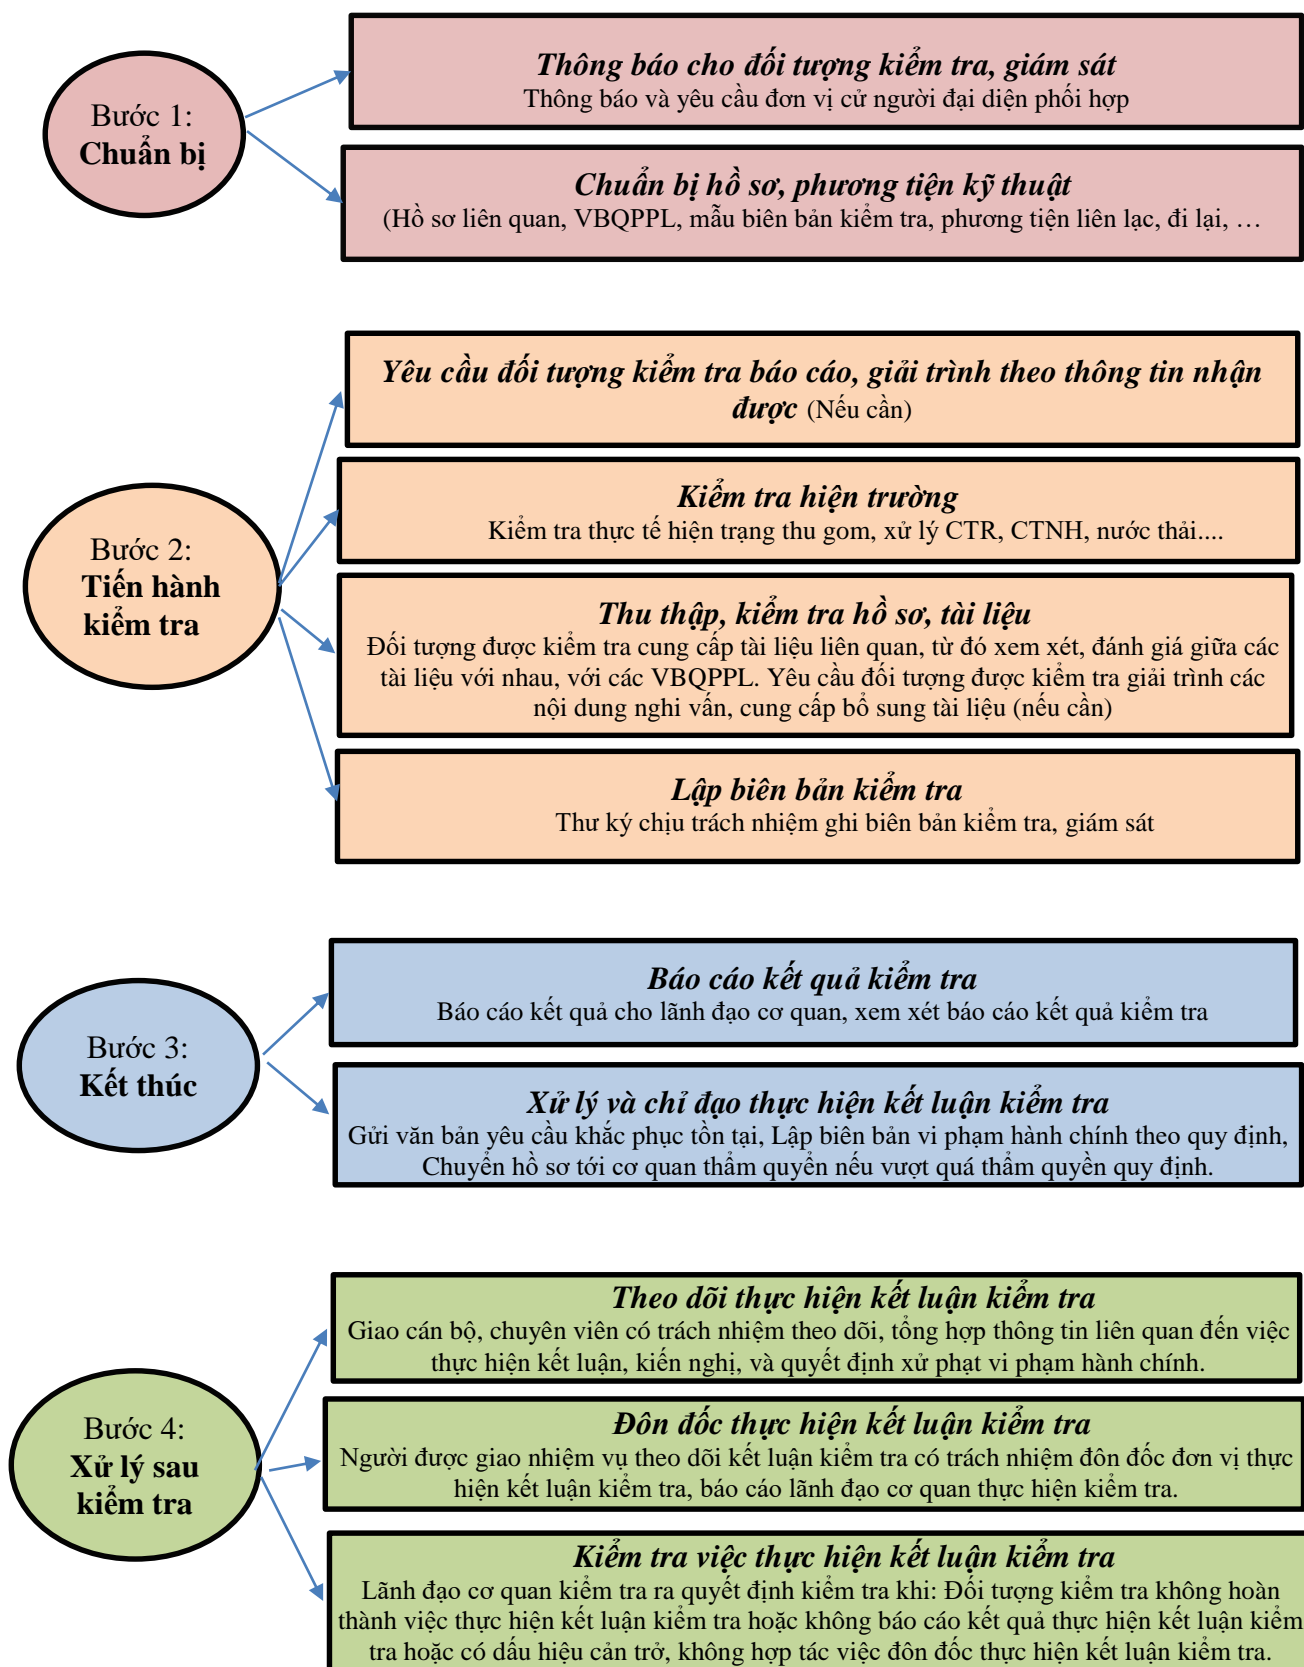 Bước 1:
Chuẩn bị
Thông báo cho đối tượng kiểm tra, giám sát
Thông báo và yêu cầu đơn vị cử người đại diện phối hợp
Chuẩn bị hồ sơ, phương tiện kỹ thuật
(Hồ sơ liên quan, VBQPPL, mẫu biên bản kiểm tra, phương tiện liên lạc, đi lại, …
Bước 2:
Tiến hành
kiểm tra
Yêu cầu đối tượng kiểm tra báo cáo, giải trình theo thông tin nhận
được (Nếu cần)
Kiểm tra hiện trường
Kiểm tra thực tế hiện trạng thu gom, xử lý CTR, CTNH, nước thải....
Thu thập, kiểm tra hồ sơ, tài liệu
Đối tượng được kiểm tra cung cấp tài liệu liên quan, từ đó xem xét, đánh giá giữa các
tài liệu với nhau, với các VBQPPL. Yêu cầu đối tượng được kiểm tra giải trình các
nội dung nghi vấn, cung cấp bổ sung tài liệu (nếu cần)
Lập biên bản kiểm tra
Thư ký chịu trách nhiệm ghi biên bản kiểm tra, giám sát
Bước 3:
Kết thúc
Báo cáo kết quả kiểm tra
Báo cáo kết quả cho lãnh đạo cơ quan, xem xét báo cáo kết quả kiểm tra
Xử lý và chỉ đạo thực hiện kết luận kiểm tra
Gửi văn bản yêu cầu khắc phục tồn tại, Lập biên bản vi phạm hành chính theo quy định,
Chuyển hồ sơ tới cơ quan thẩm quyển nếu vượt quá thẩm quyền quy định.
Bước 4:
Xử lý sau
kiểm tra
Theo dõi thực hiện kết luận kiểm tra
Giao cán bộ, chuyên viên có trách nhiệm theo dõi, tổng hợp thông tin liên quan đến việc
thực hiện kết luận, kiến nghị, và quyết định xử phạt vi phạm hành chính.
Đôn đốc thực hiện kết luận kiểm tra
Người được giao nhiệm vụ theo dõi kết luận kiểm tra có trách nhiệm đôn đốc đơn vị thực
hiện kết luận kiểm tra, báo cáo lãnh đạo cơ quan thực hiện kiểm tra.
Kiểm tra việc thực hiện kết luận kiểm tra
Lãnh đạo cơ quan kiểm tra ra quyết định kiểm tra khi: Đối tượng kiểm tra không hoàn
thành việc thực hiện kết luận kiểm tra hoặc không báo cáo kết quả thực hiện kết luận kiểm
tra hoặc có dấu hiệu cản trở, không hợp tác việc đôn đốc thực hiện kết luận kiểm tra.